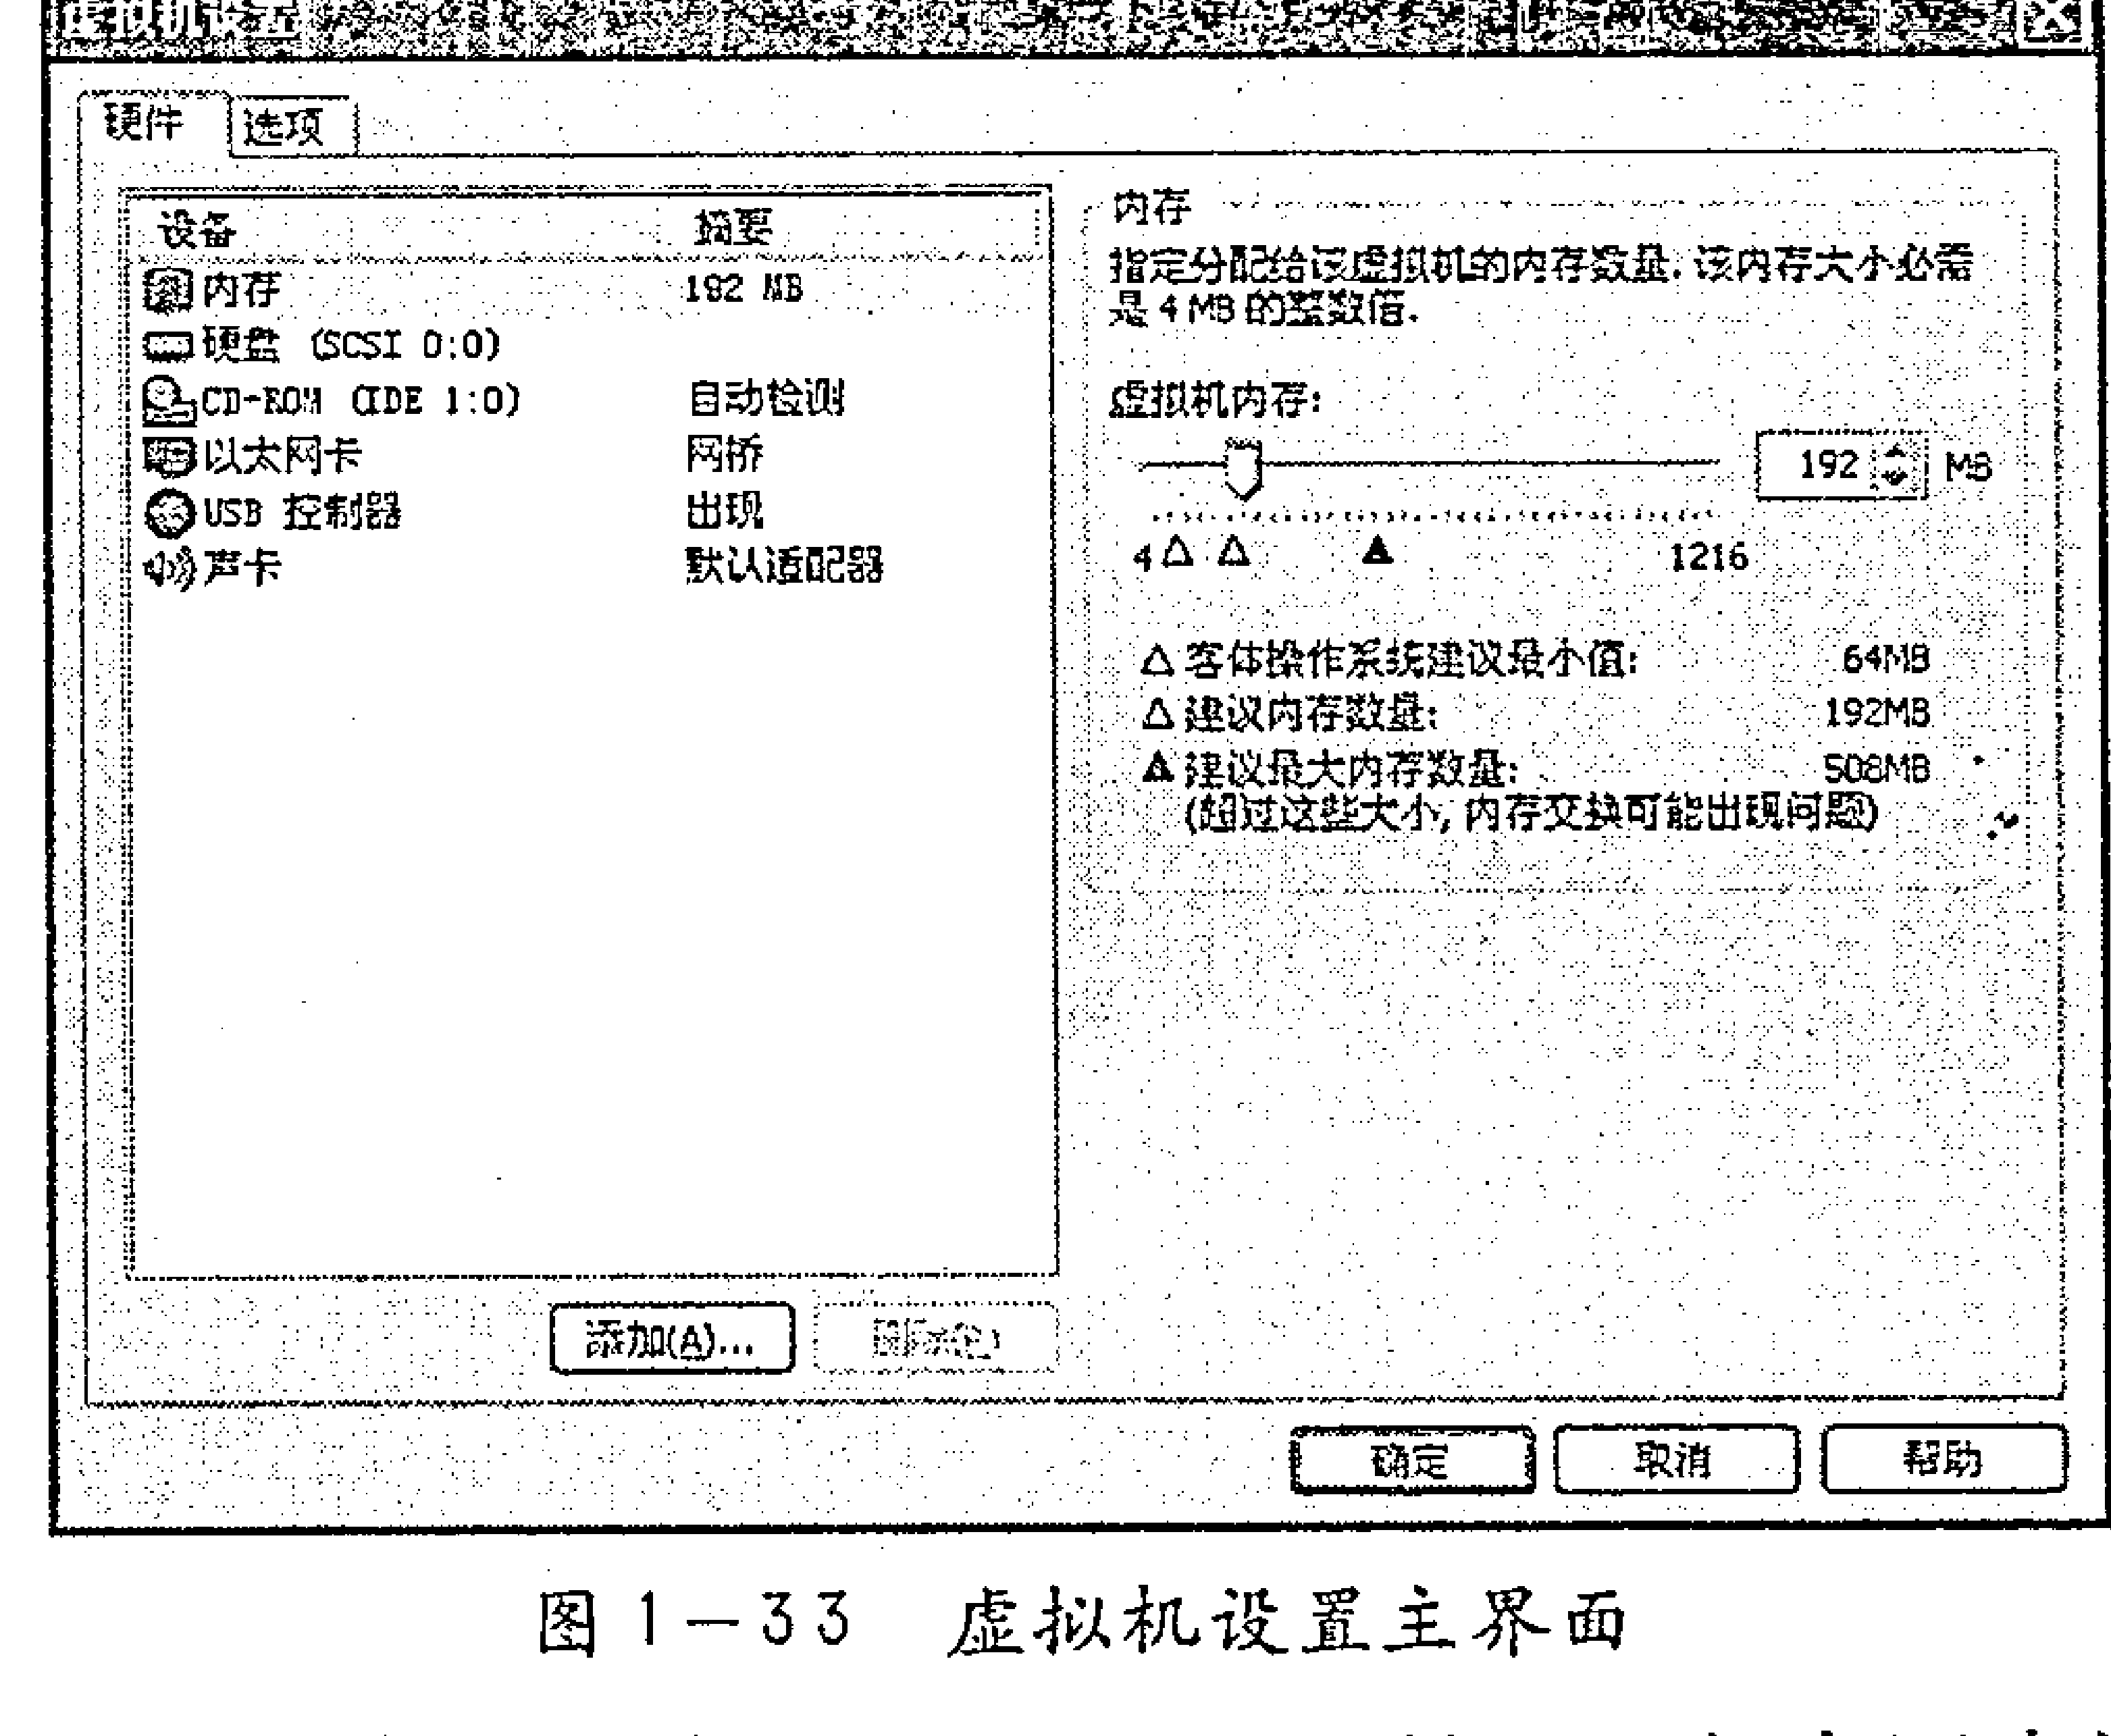 虚拟机设置
硬件 选项
设备 摘要
内存 192 MB
硬盘 (SCSI 0:0)
CD-ROM (IDE 1:0) 自动检测
以太网卡 网桥
USB 控制器 出现
声卡 默认适配器
添加(A)... 删除(R)
内存
指定分配给该虚拟机的内存数量. 该内存大小必需
是 4 MB 的整数倍.
虚拟机内存:
192 MB
4 1216
客体操作系统建议最小值: 64MB
建议内存数量: 192MB
建议最大内存数量: 508MB
(超过这些大小, 内存交换可能出现问题)
确定 取消 帮助
图 1-33 虚拟机设置主界面